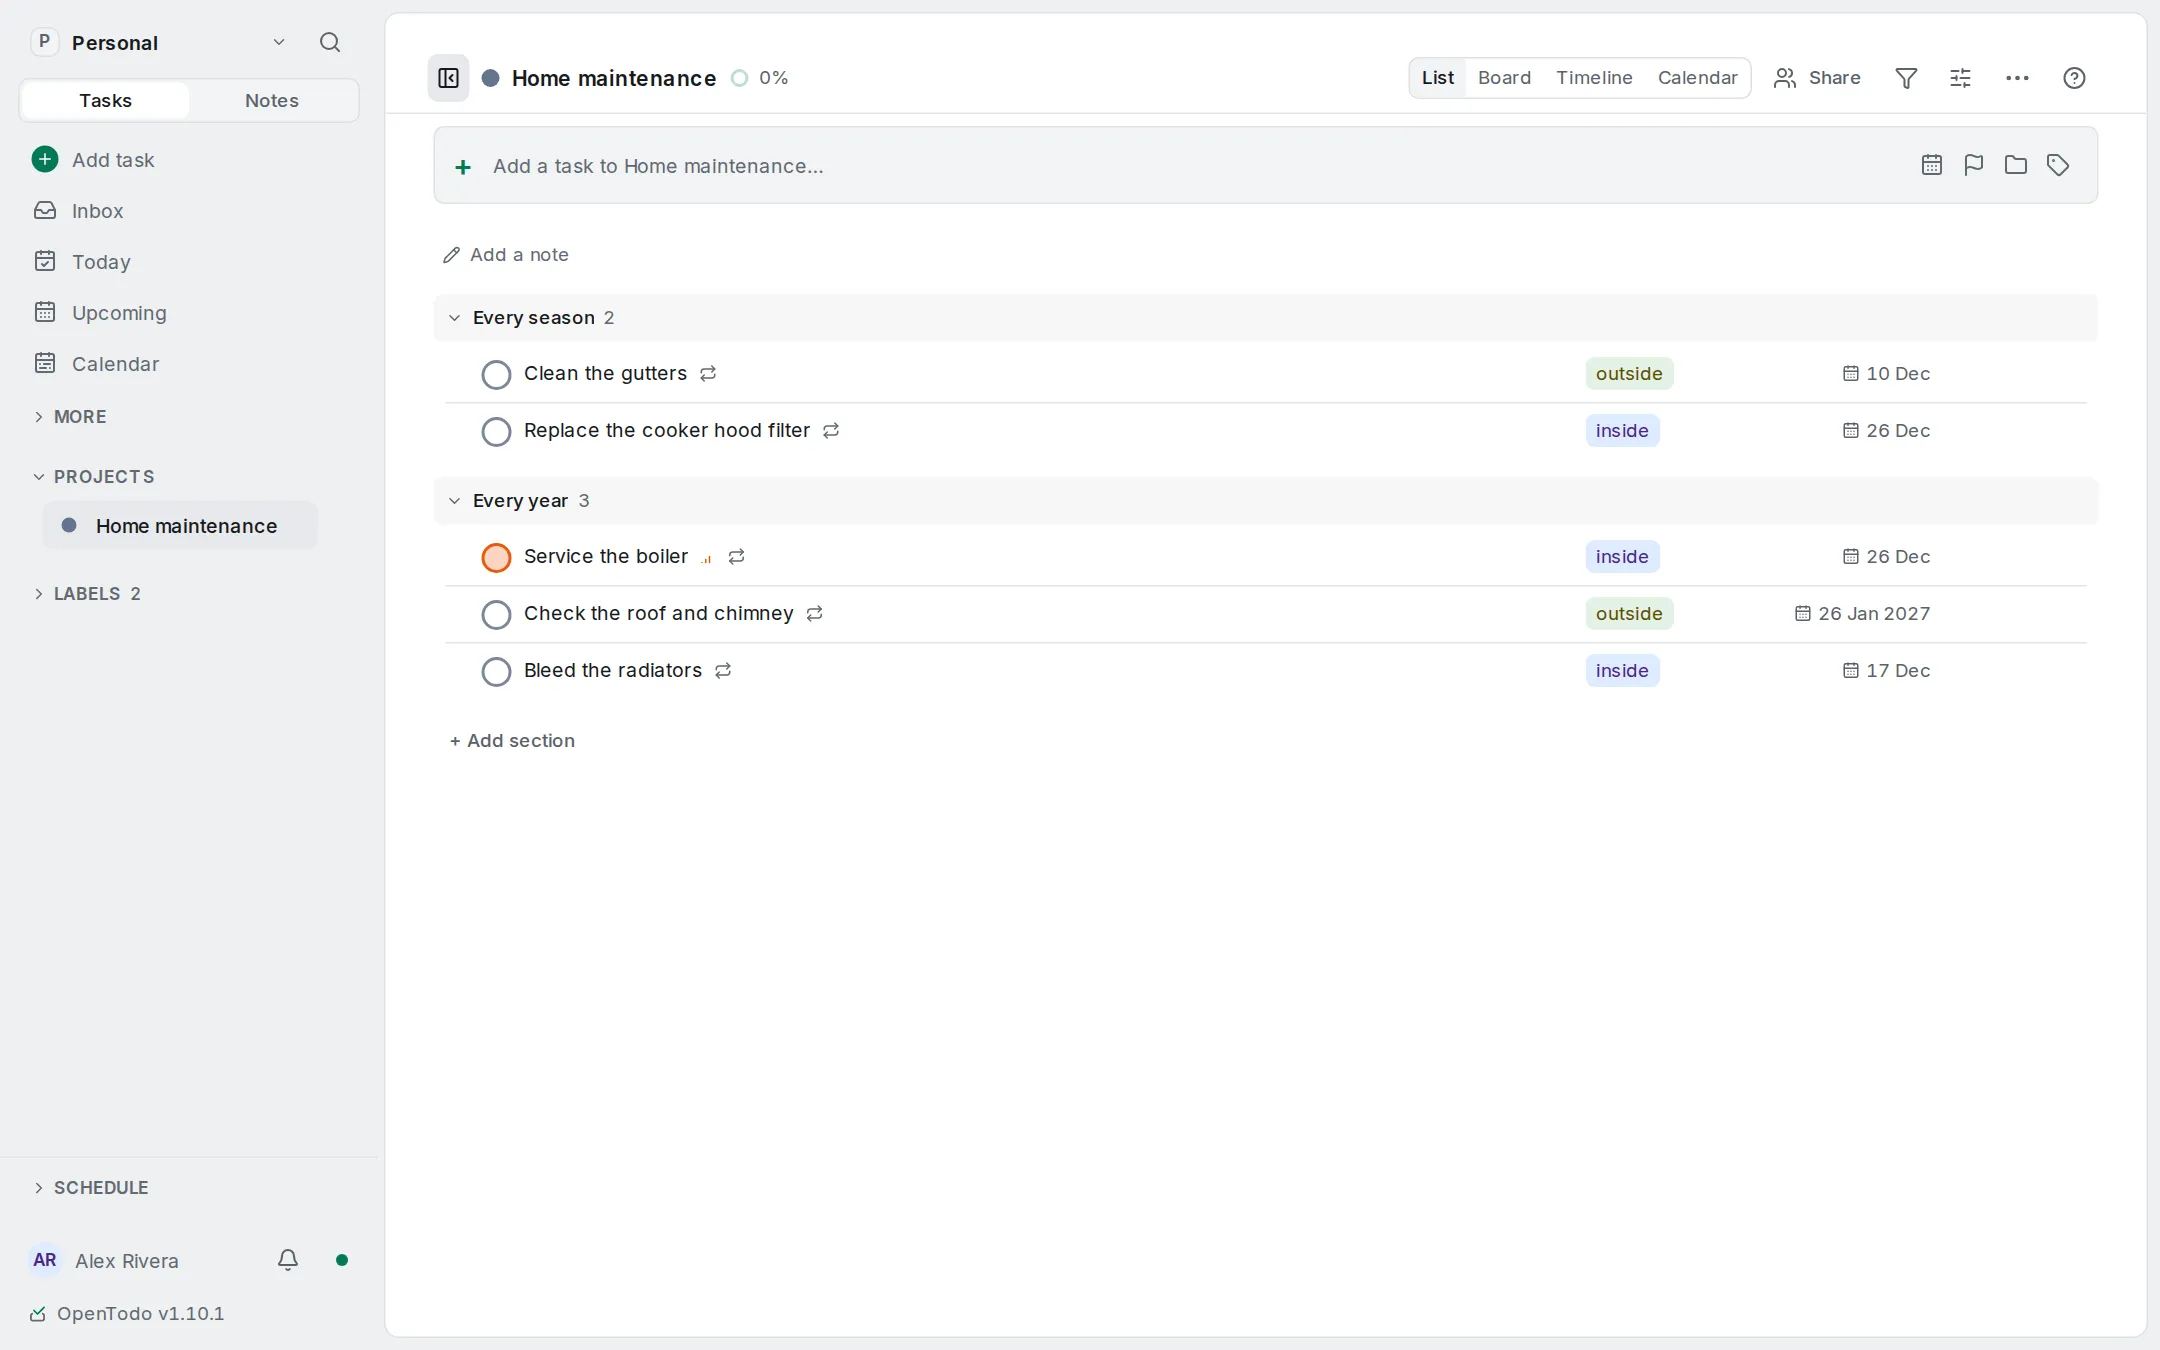 P Personal
Tasks Notes
Add task
Inbox
Today
Upcoming
Calendar
MORE
PROJECTS
Home maintenance
LABELS 2
SCHEDULE
AR Alex Rivera
OpenTodo v1.10.1
Home maintenance 0%
List Board Timeline Calendar Share
+ Add a task to Home maintenance...
Add a note
Every season 2
Clean the gutters outside 10 Dec
Replace the cooker hood filter inside 26 Dec
Every year 3
Service the boiler inside 26 Dec
Check the roof and chimney outside 26 Jan 2027
Bleed the radiators inside 17 Dec
+ Add section